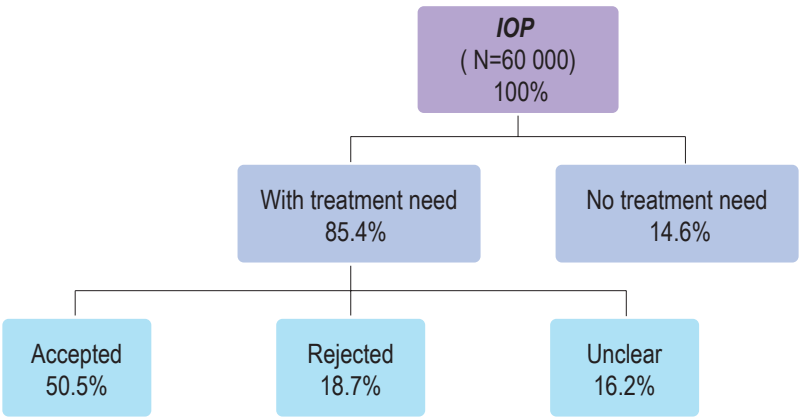 IOP
( N=60 000)
100%
With treatment need
85.4%
No treatment need
14.6%
Accepted
50.5%
Rejected
18.7%
Unclear
16.2%